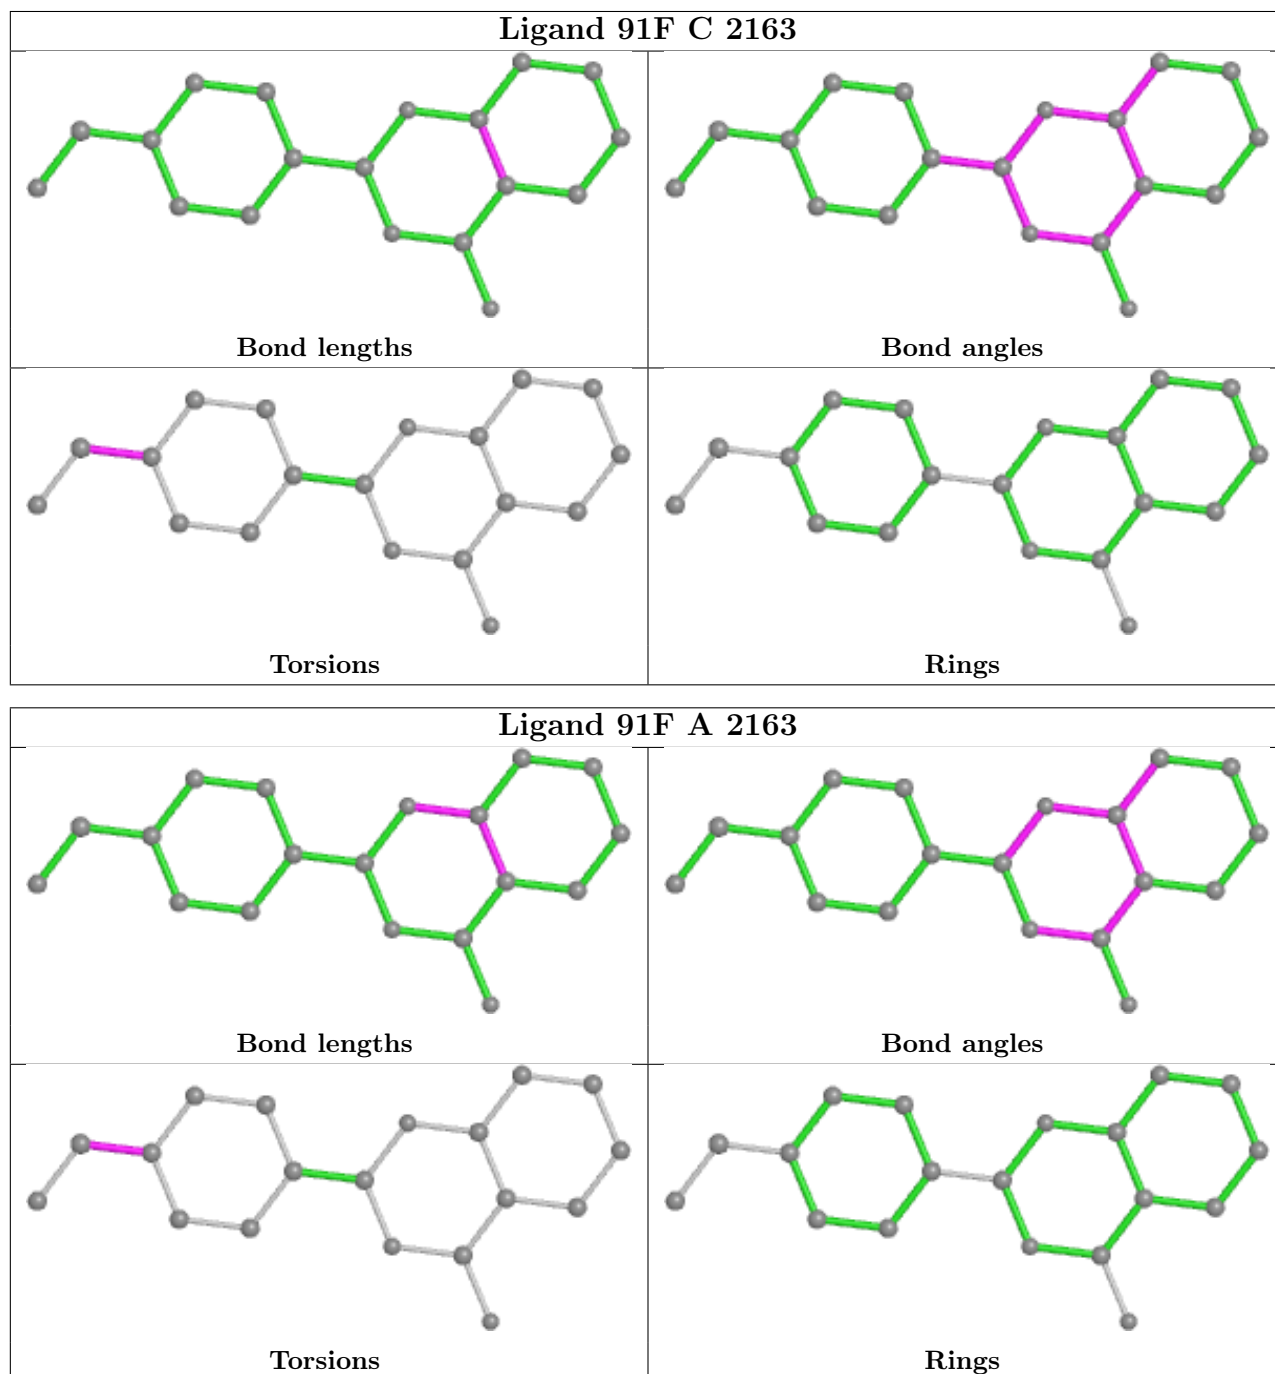 Ligand 91F C 2163
Bond lengths
Bond angles
Torsions
Rings
Ligand 91F A 2163
Bond lengths
Bond angles
Torsions
Rings